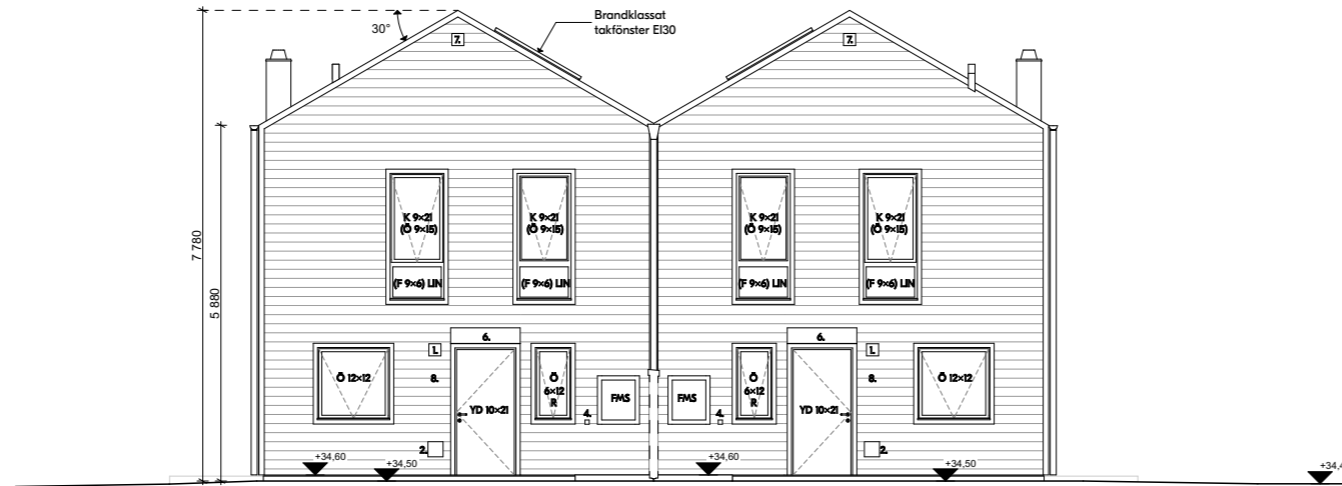 Brandklassat
takfönster EI30
30°
7.
7.
7 780
5 880
K 9×21
(Ö 9×15)
K 9×21
(Ö 9×15)
K 9×21
(Ö 9×15)
K 9×21
(Ö 9×15)
(F 9×6) LIN
(F 9×6) LIN
(F 9×6) LIN
(F 9×6) LIN
6.
6.
1.
1.
Ö 12×12
8.
Ö
6×12
R
Ö
6×12
R
8.
Ö 12×12
FMS
FMS
YD 10×21
4.
4.
YD 10×21
2.
2.
+34,60
+34,50
+34,60
+34,50